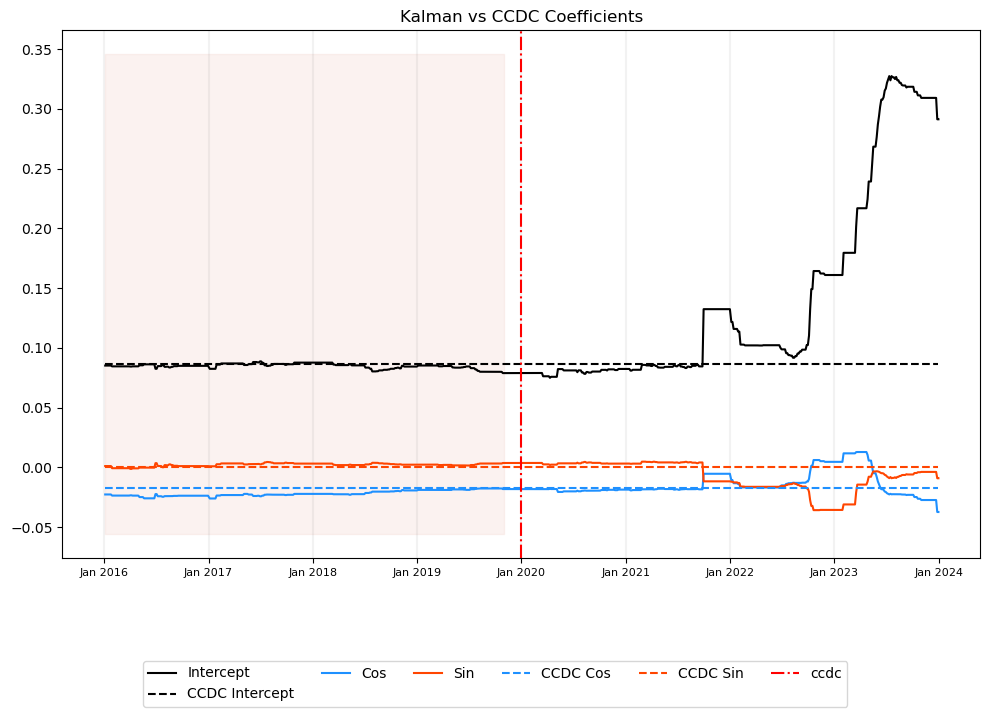 Kalman vs CCDC Coefficients
0.35
0.30
0.25
0.20
0.15
0.10
0.05
0.00
−0.05
Jan 2016 Jan 2017 Jan 2018 Jan 2019 Jan 2020 Jan 2021 Jan 2022 Jan 2023 Jan 2024
Intercept Cos Sin CCDC Cos CCDC Sin ccdc
CCDC Intercept